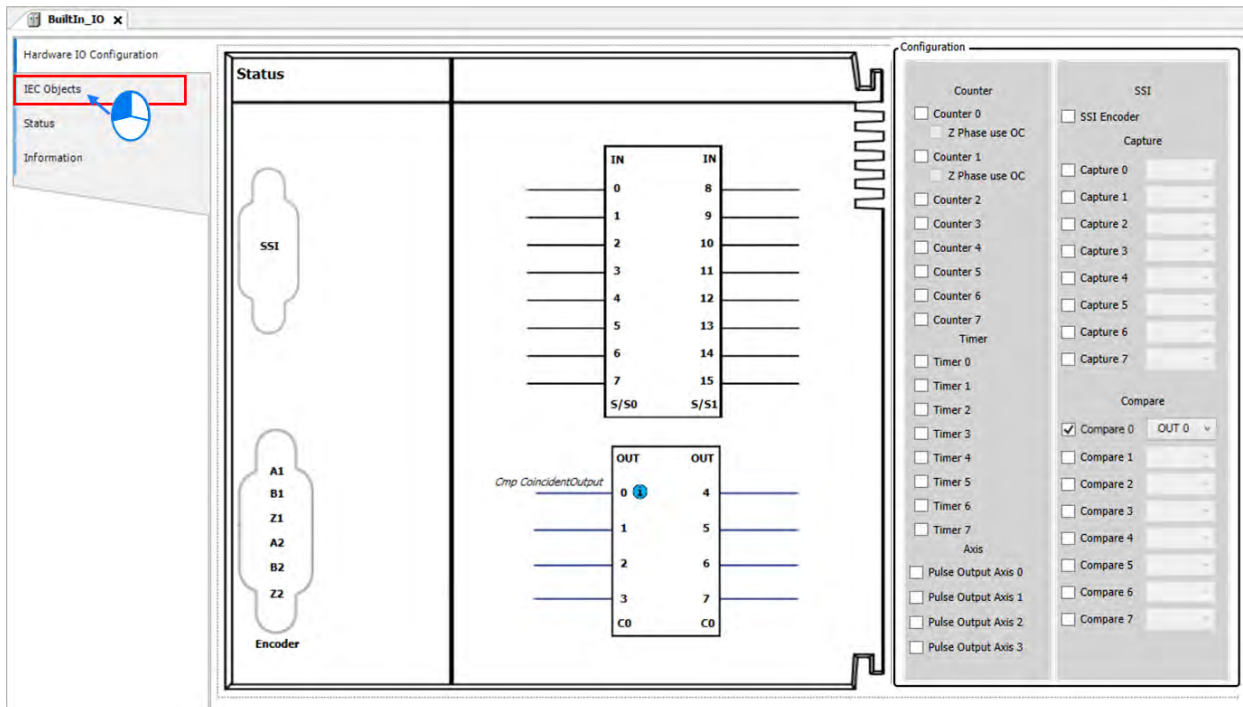 BuiltIn_IO x
Hardware IO Configuration
IEC Objects
Status
Information
Status
SSI
A1
B1
Z1
A2
B2
Z2
Encoder
IN IN
0 8
1 9
2 10
3 11
4 12
5 13
6 14
7 15
S/S0 S/S1
OUT OUT
Cmp CoincidentOutput
0 i 4
1 5
2 6
3 7
C0 C0
Configuration
Counter
Counter 0
Z Phase use OC
Counter 1
Z Phase use OC
Counter 2
Counter 3
Counter 4
Counter 5
Counter 6
Counter 7
Timer
Timer 0
Timer 1
Timer 2
Timer 3
Timer 4
Timer 5
Timer 6
Timer 7
Axis
Pulse Output Axis 0
Pulse Output Axis 1
Pulse Output Axis 2
Pulse Output Axis 3
SSI
SSI Encoder
Capture
Capture 0
Capture 1
Capture 2
Capture 3
Capture 4
Capture 5
Capture 6
Capture 7
Compare
Compare 0 OUT 0
Compare 1
Compare 2
Compare 3
Compare 4
Compare 5
Compare 6
Compare 7